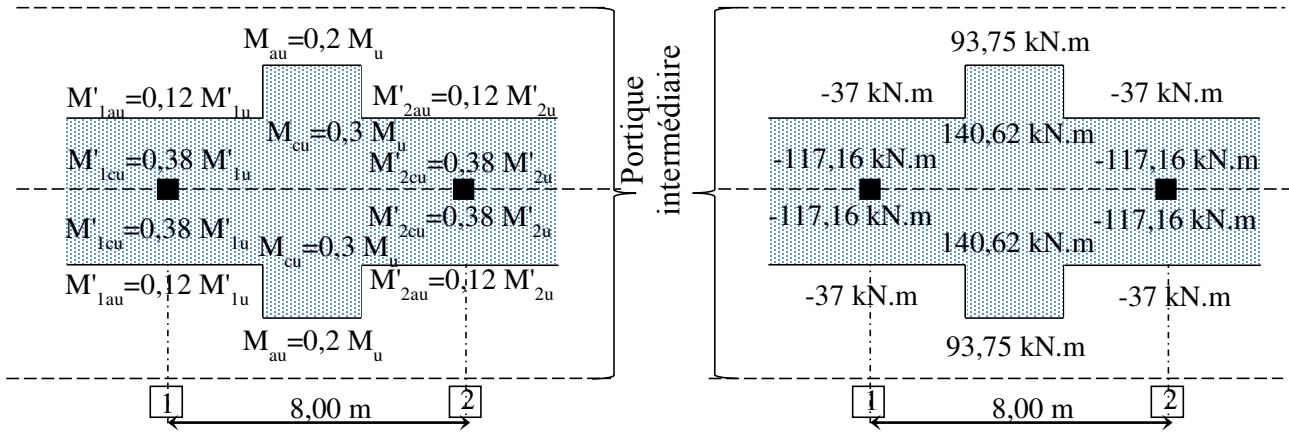 M_au=0,2 M_u
M'_1au=0,12 M'_1u
M'_2au=0,12 M'_2u
M_cu=0,3 M_u
M'_1cu=0,38 M'_1u
M'_2cu=0,38 M'_2u
M'_1cu=0,38 M'_1u
M'_2cu=0,38 M'_2u
M_cu=0,3 M_u
M'_1au=0,12 M'_1u
M'_2au=0,12 M'_2u
M_au=0,2 M_u
1
8,00 m
2
Portique
intermédiaire
93,75 kN.m
-37 kN.m
-37 kN.m
140,62 kN.m
-117,16 kN.m
-117,16 kN.m
-117,16 kN.m
-117,16 kN.m
140,62 kN.m
-37 kN.m
-37 kN.m
93,75 kN.m
1
8,00 m
2